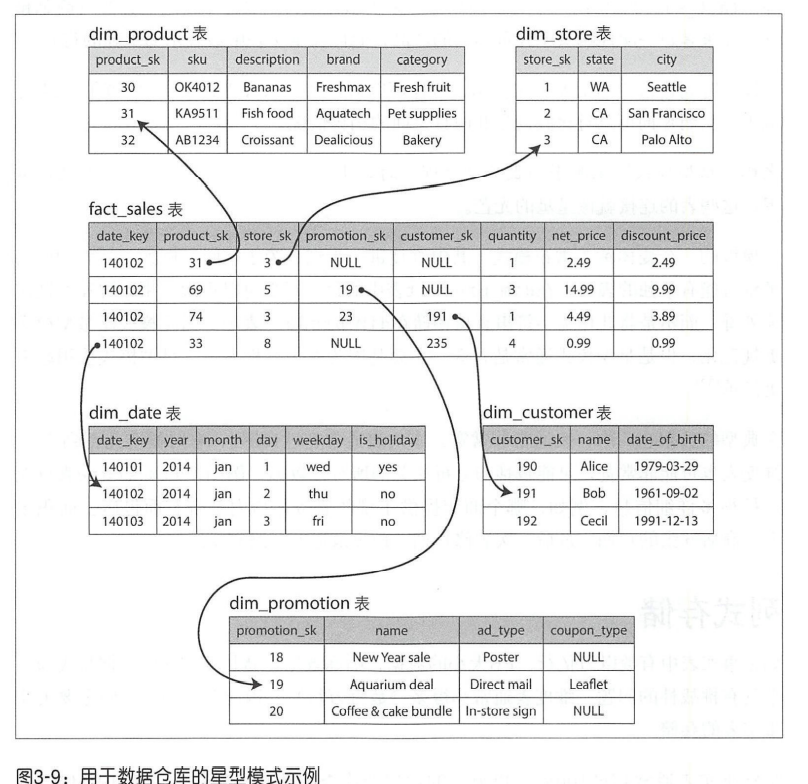 dim_product 表
product_sk sku description brand category
30 OK4012 Bananas Freshmax Fresh fruit
31 KA9511 Fish food Aquatech Pet supplies
32 AB1234 Croissant Dealicious Bakery
dim_store 表
store_sk state city
1 WA Seattle
2 CA San Francisco
3 CA Palo Alto
fact_sales 表
date_key product_sk store_sk promotion_sk customer_sk quantity net_price discount_price
140102 31 3 NULL NULL 1 2.49 2.49
140102 69 5 19 NULL 3 14.99 9.99
140102 74 3 23 191 1 4.49 3.89
140102 33 8 NULL 235 4 0.99 0.99
dim_date 表
date_key year month day weekday is_holiday
140101 2014 jan 1 wed yes
140102 2014 jan 2 thu no
140103 2014 jan 3 fri no
dim_customer 表
customer_sk name date_of_birth
190 Alice 1979-03-29
191 Bob 1961-09-02
192 Cecil 1991-12-13
dim_promotion 表
promotion_sk name ad_type coupon_type
18 New Year sale Poster NULL
19 Aquarium deal Direct mail Leaflet
20 Coffee & cake bundle In-store sign NULL
图3-9：用于数据仓库的星型模式示例